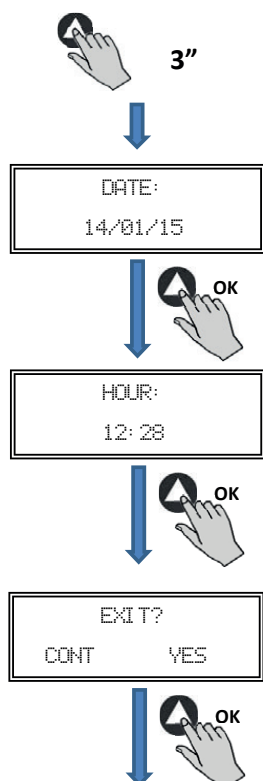 3”
DATE:
14/01/15
OK
HOUR:
12:28
OK
EXIT?
CONT YES
OK